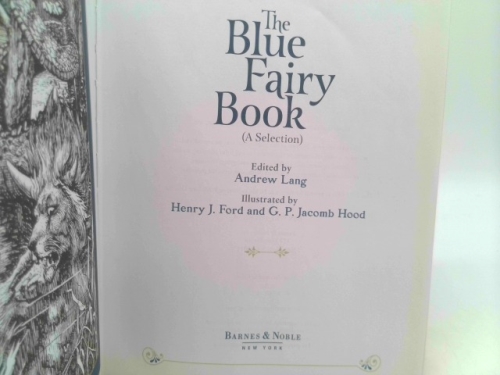 The
Blue
Fairy
Book
(A Selection)
Edited by
Andrew Lang
Illustrated by
Henry J. Ford and G. P. Jacomb Hood
BARNES & NOBLE
NEW YORK